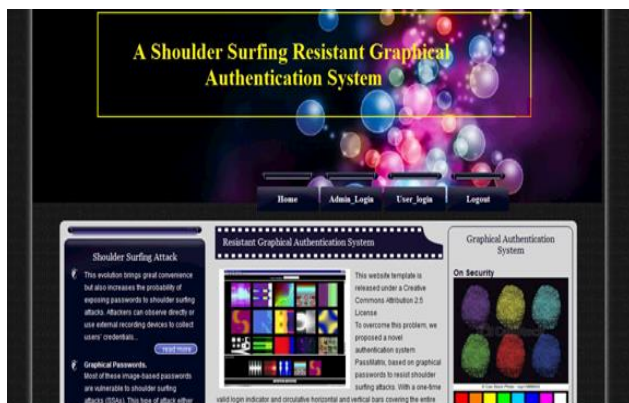 A Shoulder Surfing Resistant Graphical
Authentication System
Home
Admin_Login
User_login
Logout
Shoulder Surfing Attack
This evolution brings great convenience
but also increases the probability of
exposing passwords to shoulder surfing
attacks. Attackers can observe directly or
use external recording devices to collect
users' credentials...
read more
Graphical Passwords.
Most of these image-based passwords
are vulnerable to shoulder surfing
attacks (SSAs). This type of attack either
Resistant Graphical Authentication System
This website template is
released under a Creative
Commons Attribution 2.5
License
To overcome this problem, we
proposed a novel
authentication system
PassMatrix, based on graphical
passwords to resist shoulder
surfing attacks. With a one-time
valid login indicator and circulative horizontal and vertical bars covering the entire
Graphical Authentication
System
On Security